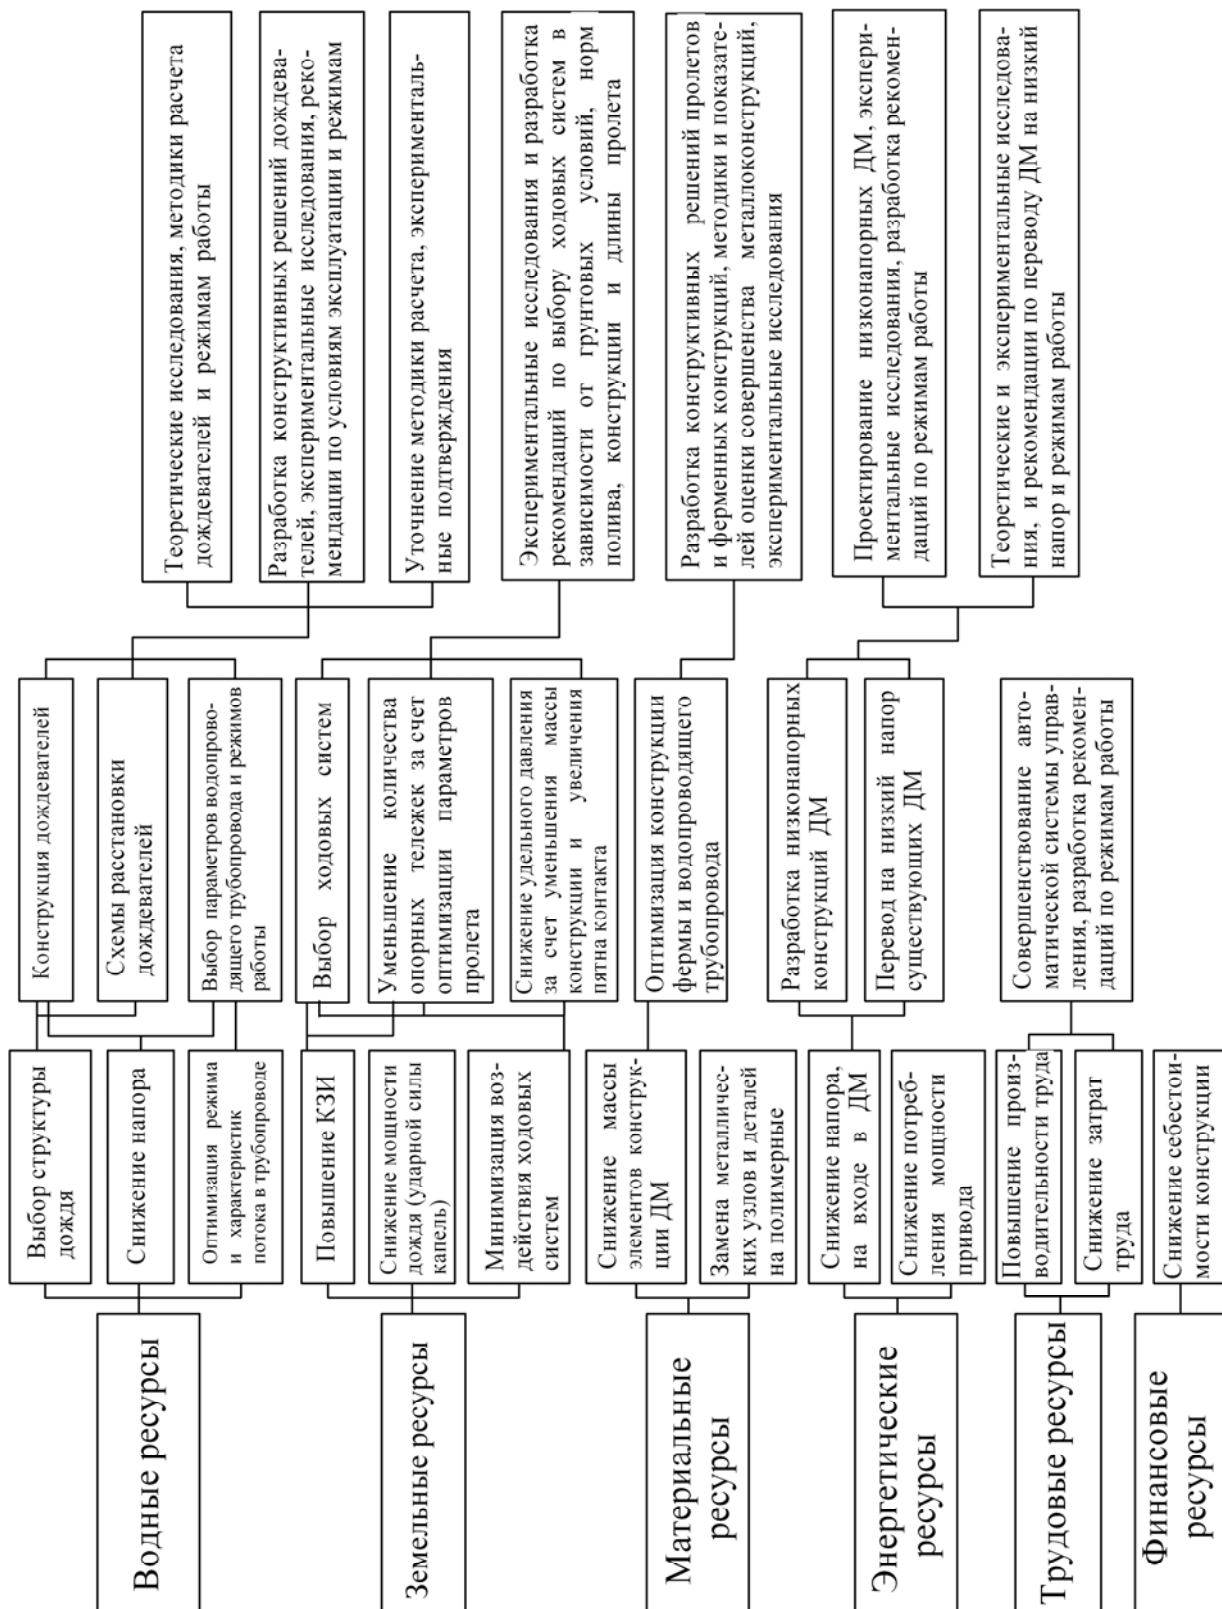 Водные ресурсы
Выбор структуры
дождя
Снижение напора
Оптимизация режима
и характеристик
потока в трубопроводе
Конструкция дождевателей
Схемы расстановки
дождевателей
Выбор параметров водопрово-
дящего трубопровода и режимов
работы
Теоретические исследования, методики расчета
дождевателей и режимам работы
Разработка конструктивных решений дождева-
телей, экспериментальные исследования, реко-
мендации по условиям эксплуатации и режимам
Уточнение методики расчета, эксперименталь-
ные подтверждения
Земельные ресурсы
Повышение КЗИ
Снижение мощности
дождя (ударной силы
капель)
Минимизация воз-
действия ходовых
систем
Выбор ходовых систем
Уменьшение количества
опорных тележек за счет
оптимизации параметров
пролета
Снижение удельного давления
за счет уменьшения массы
конструкции и увеличения
пятна контакта
Экспериментальные исследования и разработка
рекомендаций по выбору ходовых систем в
зависимости от грунтовых условий, норм
полива, конструкции и длины пролета
Материальные
ресурсы
Снижение массы
элементов конструк-
ции ДМ
Замена металличес-
ких узлов и деталей
на полимерные
Оптимизация конструкции
фермы и водопроводящего
трубопровода
Разработка конструктивных решений пролетов
и ферменных конструкций, методики и показате-
лей оценки совершенства металлоконструкций,
экспериментальные исследования
Энергетические
ресурсы
Снижение напора,
на входе в ДМ
Снижение потреб-
ления мощности
привода
Разработка низконапорных
конструкций ДМ
Перевод на низкий напор
существующих ДМ
Проектирование низконапорных ДМ, экспери-
ментальные исследования, разработка рекомен-
даций по режимам работы
Теоретические и экспериментальные исследова-
ния, и рекомендации по переводу ДМ на низкий
напор и режимам работы
Трудовые ресурсы
Повышение произ-
водительности труда
Снижение затрат
труда
Совершенствование авто-
матической системы управ-
ления, разработка рекомен-
даций по режимам работы
Финансовые
ресурсы
Снижение себестои-
мости конструкции